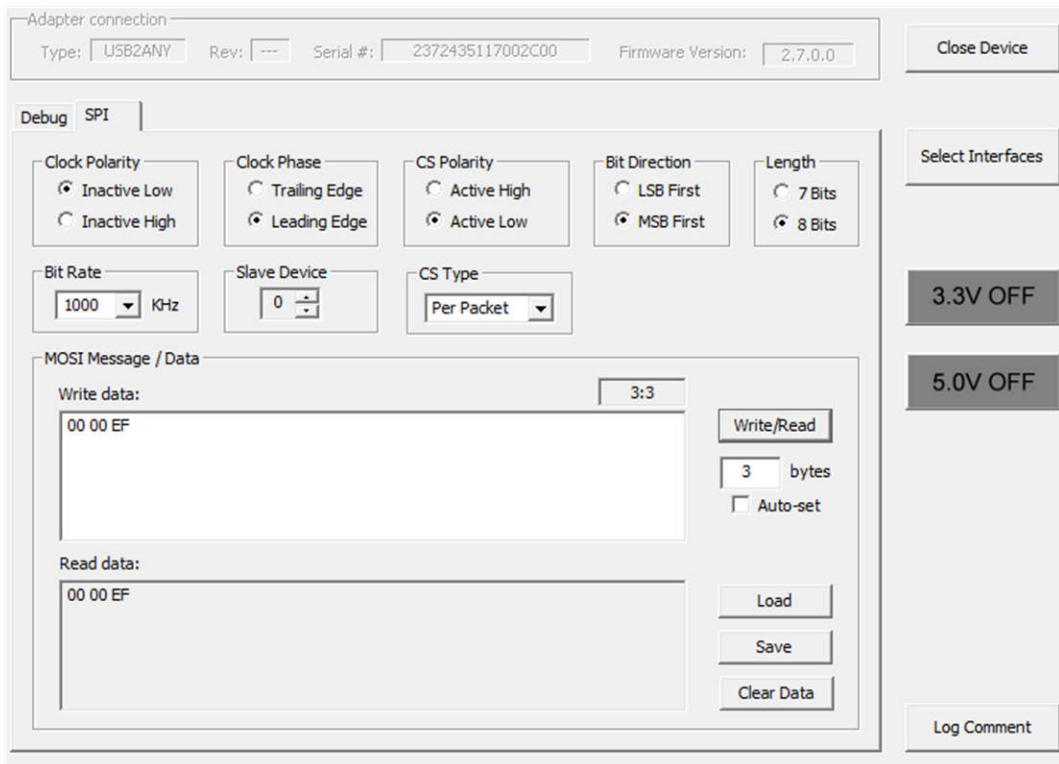 Adapter connection
Type: USB2ANY Rev: --- Serial #: 2372435117002C00 Firmware Version: 2.7.0.0
Close Device
Debug SPI
Select Interfaces
Clock Polarity Clock Phase CS Polarity Bit Direction Length
Inactive Low Trailing Edge Active High LSB First 7 Bits
Inactive High Leading Edge Active Low MSB First 8 Bits
Bit Rate Slave Device CS Type
1000 KHz 0 Per Packet
3.3V OFF
5.0V OFF
MOSI Message / Data
Write data: 3:3
00 00 EF
Write/Read
3 bytes
Auto-set
Read data:
00 00 EF
Load
Save
Clear Data
Log Comment